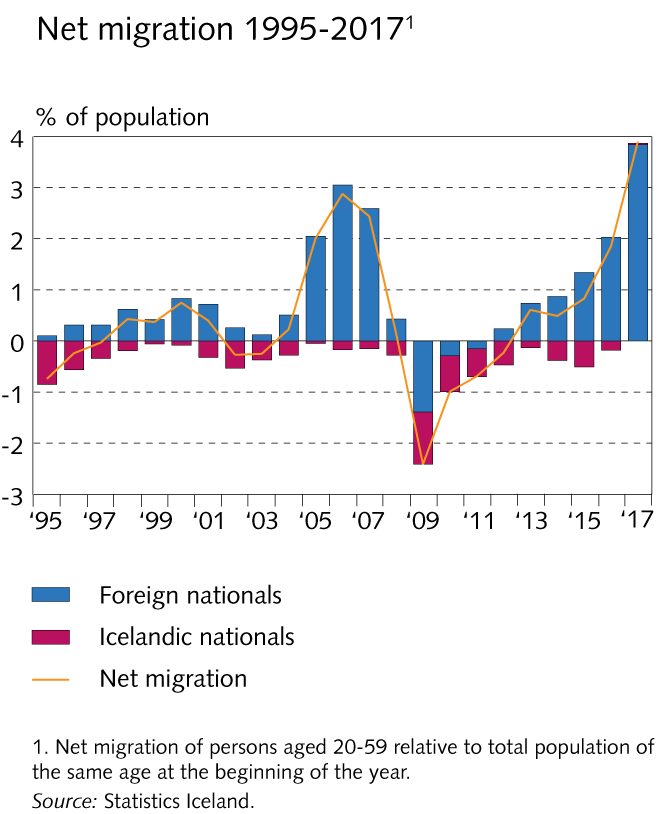 Net migration 1995-2017¹
% of population
4
3
2
1
0
-1
-2
-3
‘95 ‘97 ‘99 ‘01 ‘03 ‘05 ‘07 ‘09 ‘11 ‘13 ‘15 ‘17
Foreign nationals
Icelandic nationals
Net migration
1. Net migration of persons aged 20-59 relative to total population of
the same age at the beginning of the year.
Source: Statistics Iceland.